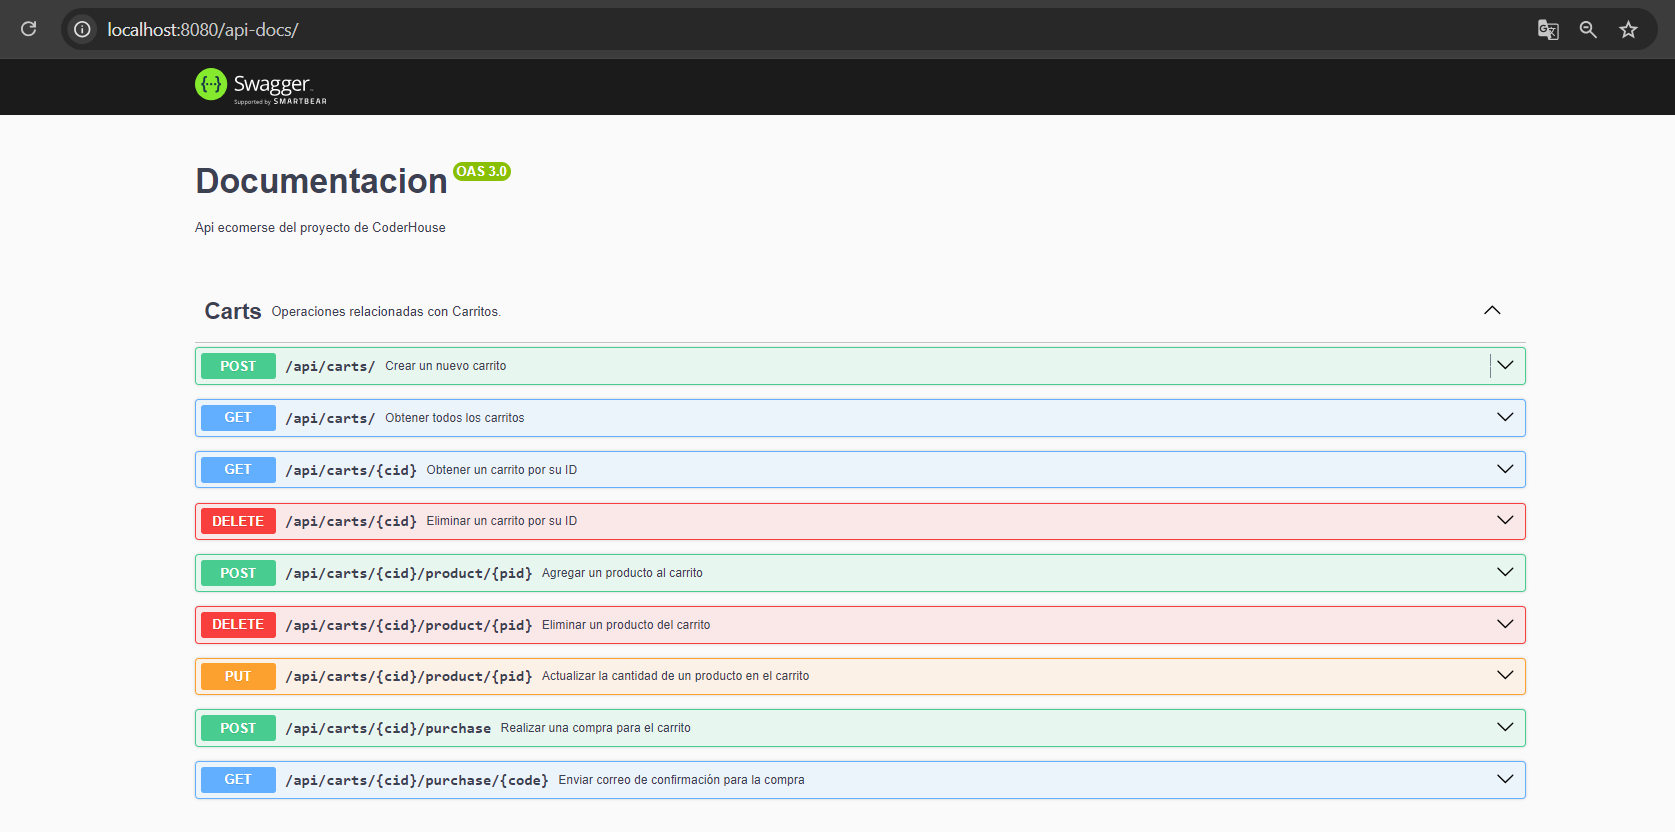 localhost:8080/api-docs/
Swagger
Supported by SMARTBEAR
Documentacion OAS 3.0
Api ecomerse del proyecto de CoderHouse
Carts Operaciones relacionadas con Carritos.
POST /api/carts/ Crear un nuevo carrito
GET /api/carts/ Obtener todos los carritos
GET /api/carts/{cid} Obtener un carrito por su ID
DELETE /api/carts/{cid} Eliminar un carrito por su ID
POST /api/carts/{cid}/product/{pid} Agregar un producto al carrito
DELETE /api/carts/{cid}/product/{pid} Eliminar un producto del carrito
PUT /api/carts/{cid}/product/{pid} Actualizar la cantidad de un producto en el carrito
POST /api/carts/{cid}/purchase Realizar una compra para el carrito
GET /api/carts/{cid}/purchase/{code} Enviar correo de confirmación para la compra